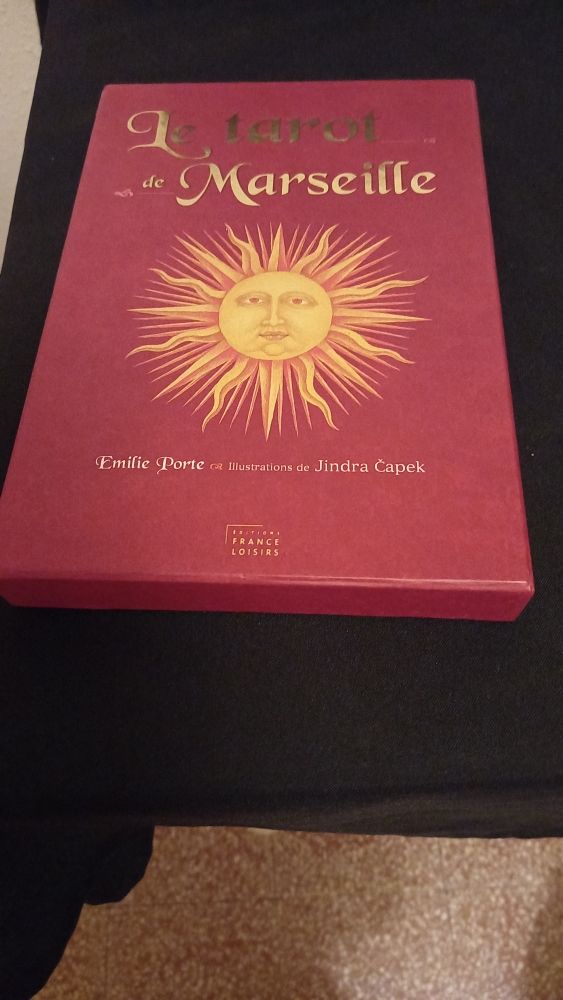 Le tarot
de Marseille
Emilie Porte Illustrations de Jindra Čapek
EDITIONS
FRANCE
LOISIRS